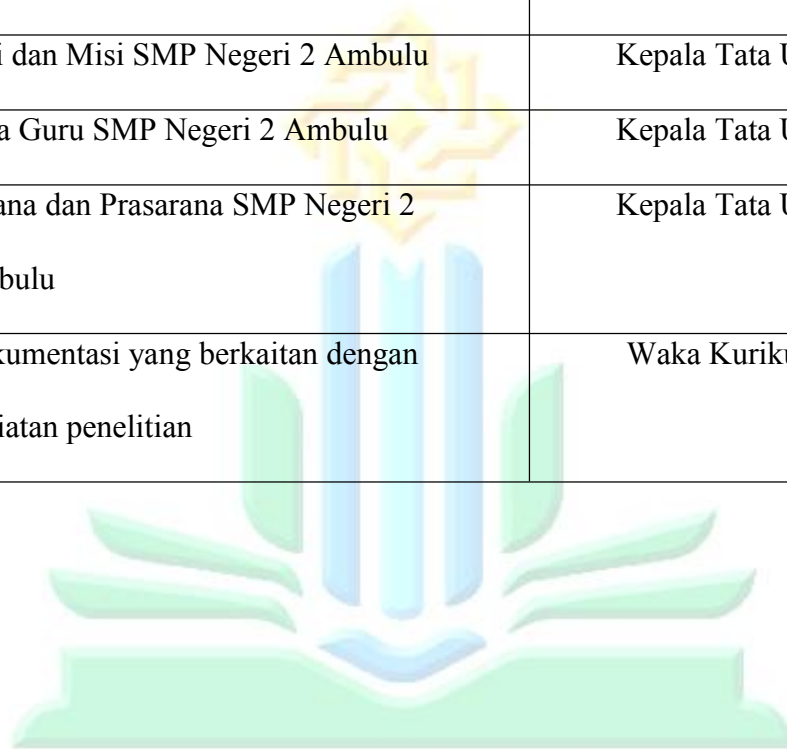 i dan Misi SMP Negeri 2 Ambulu Kepala Tata U
a Guru SMP Negeri 2 Ambulu Kepala Tata U
ana dan Prasarana SMP Negeri 2 Kepala Tata U
bulu
kumentasi yang berkaitan dengan Waka Kuriku
iatan penelitian